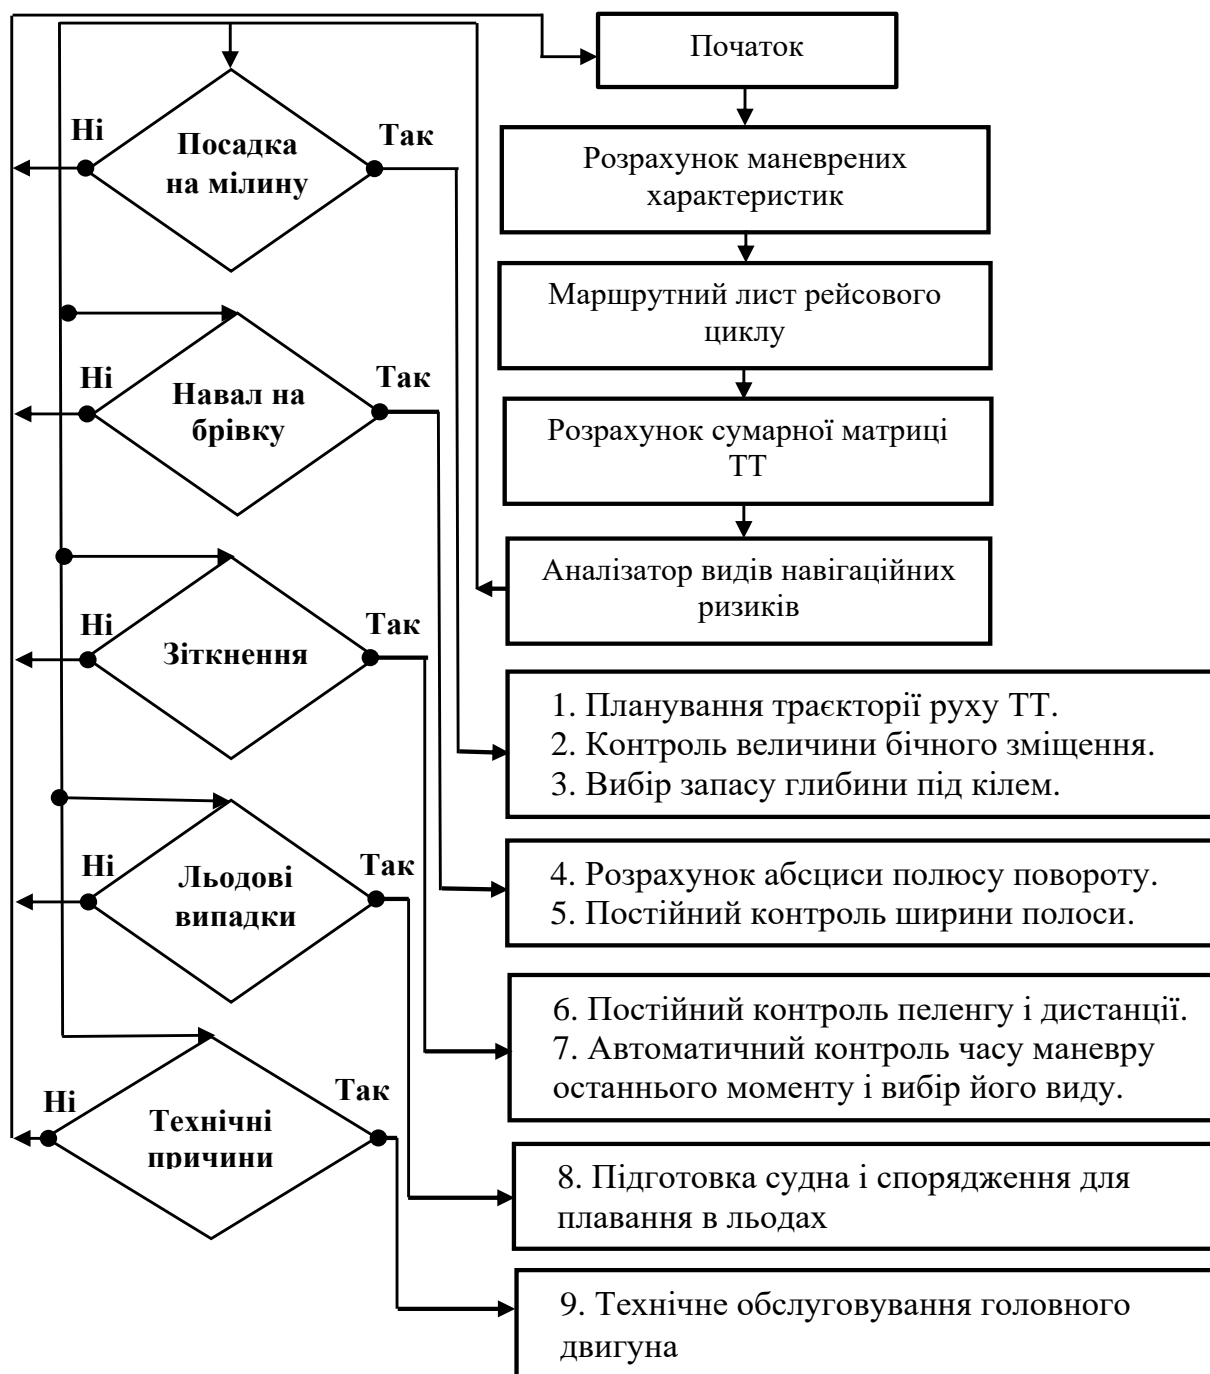 Початок
Розрахунок маневрених
характеристик
Маршрутний лист рейсового
циклу
Розрахунок сумарної матриці
ТТ
Аналізатор видів навігаційних
ризиків
Ні
Так
Посадка
на мілину
Ні
Так
Навал на
брівку
Ні
Так
Зіткнення
Ні
Так
Льодові
випадки
Ні
Так
Технічні
причини
1. Планування траєкторії руху ТТ.
2. Контроль величини бічного зміщення.
3. Вибір запасу глибини під кілем.
4. Розрахунок абсциси полюсу повороту.
5. Постійний контроль ширини полоси.
6. Постійний контроль пеленгу і дистанції.
7. Автоматичний контроль часу маневру
останнього моменту і вибір його виду.
8. Підготовка судна і спорядження для
плавання в льодах
9. Технічне обслуговування головного
двигуна